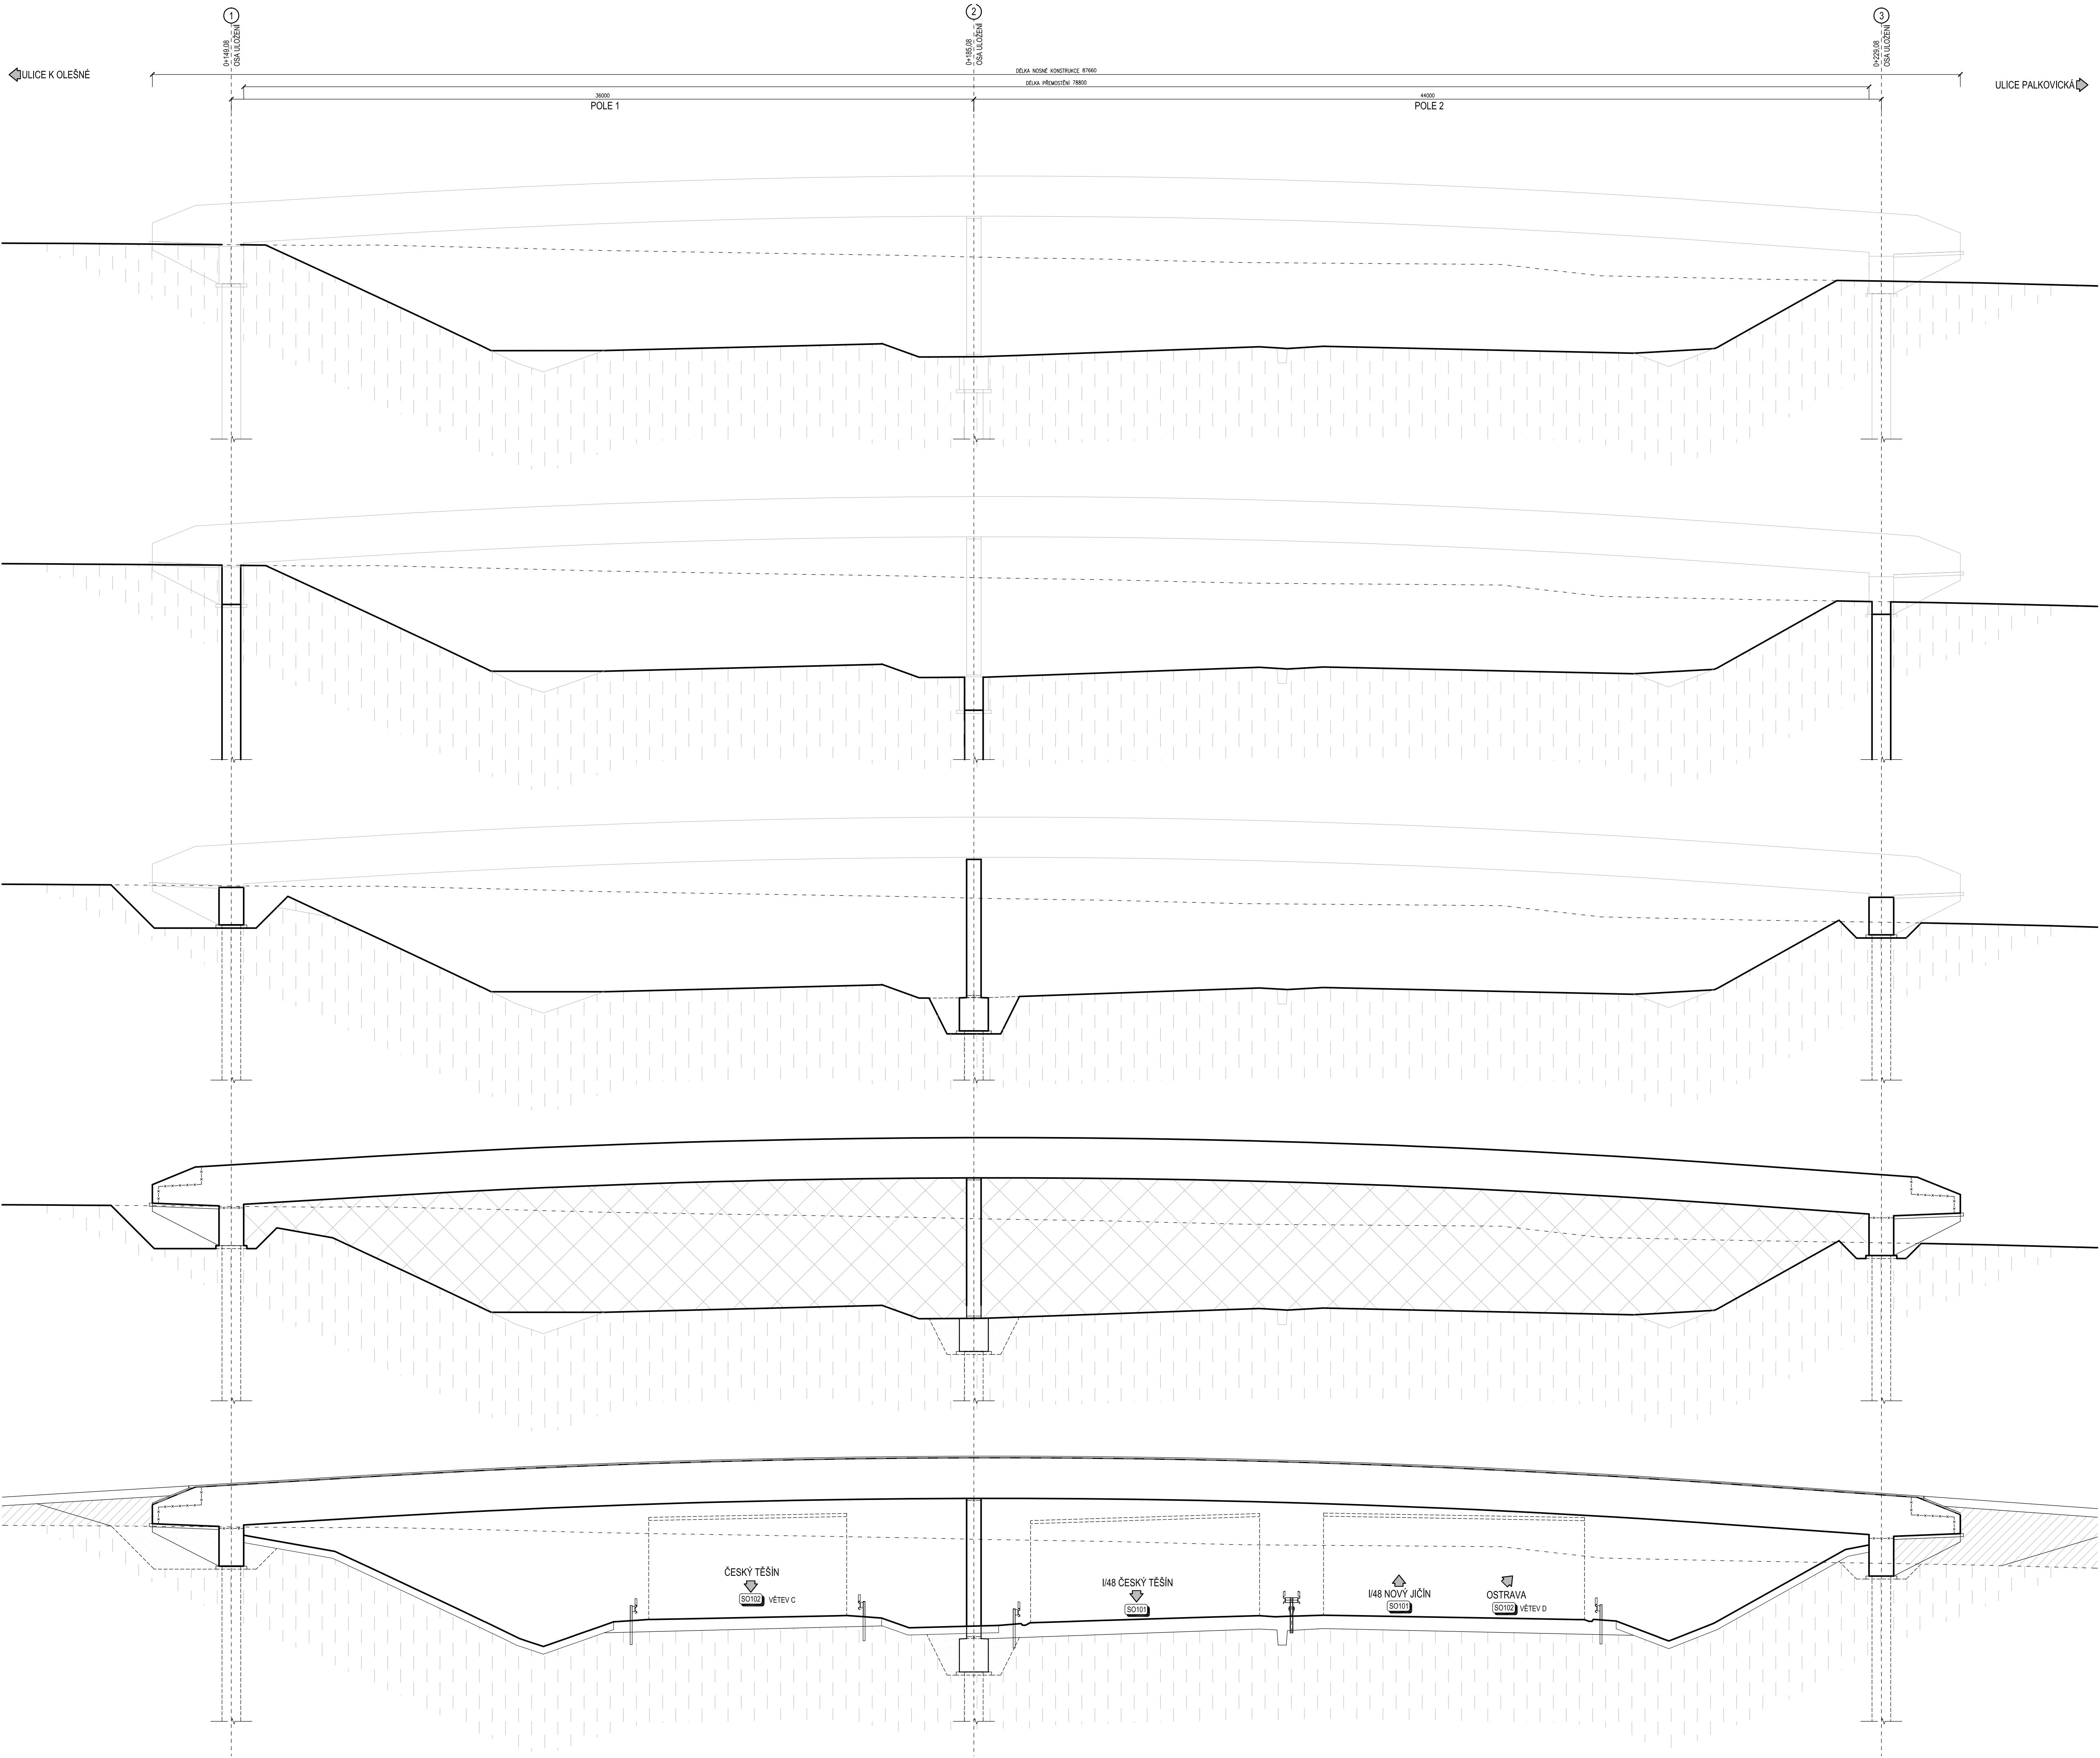 1
2
3
0+149,08
OSA ULOŽENÍ
0+185,08
OSA ULOŽENÍ
0+229,08
OSA ULOŽENÍ
ULICE K OLEŠNÉ
DÉLKA NOSNÉ KONSTRUKCE 87660
DÉLKA PŘEMOSTĚNÍ 78800
ULICE PALKOVICKÁ
36000
44000
POLE 1
POLE 2
ČESKÝ TĚŠÍN
SO102 VĚTEV C
I/48 ČESKÝ TĚŠÍN
SO101
I/48 NOVÝ JIČÍN
SO101
OSTRAVA
SO102 VĚTEV D